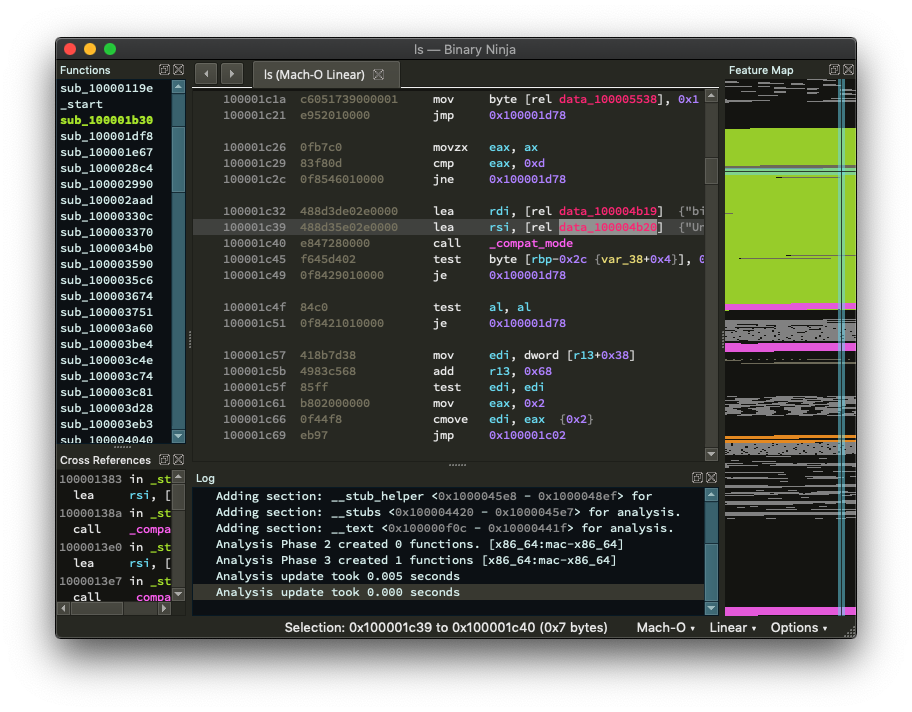 ls — Binary Ninja
Functions
sub_10000119e
_start
sub_100001b30
sub_100001df8
sub_100001e67
sub_1000028c4
sub_100002990
sub_100002aad
sub_10000330c
sub_100003370
sub_1000034b0
sub_100003590
sub_1000035c6
sub_100003674
sub_100003751
sub_100003a60
sub_100003be4
sub_100003c4e
sub_100003c74
sub_100003c81
sub_100003d28
sub_100003eb3
sub_100004040
Cross References
100001383 in _st
lea rsi, [
10000138a in _st
call _compa
1000013e0 in _st
lea rsi, [
1000013e7 in _st
call _compa
ls (Mach-O Linear)
100001c1a c6051739000001 mov byte [rel data_100005538], 0x1
100001c21 e952010000 jmp 0x100001d78
100001c26 0fb7c0 movzx eax, ax
100001c29 83f80d cmp eax, 0xd
100001c2c 0f8546010000 jne 0x100001d78
100001c32 488d3de02e0000 lea rdi, [rel data_100004b19] {"bi
100001c39 488d35e02e0000 lea rsi, [rel data_100004b20] {"Un
100001c40 e847280000 call _compat_mode
100001c45 f645d402 test byte [rbp-0x2c {var_38+0x4}], 0
100001c49 0f8429010000 je 0x100001d78
100001c4f 84c0 test al, al
100001c51 0f8421010000 je 0x100001d78
100001c57 418b7d38 mov edi, dword [r13+0x38]
100001c5b 4983c568 add r13, 0x68
100001c5f 85ff test edi, edi
100001c61 b802000000 mov eax, 0x2
100001c66 0f44f8 cmove edi, eax {0x2}
100001c69 eb97 jmp 0x100001c02
Log
Adding section: __stub_helper <0x1000045e8 - 0x1000048ef> for
Adding section: __stubs <0x100004420 - 0x1000045e7> for analysis.
Adding section: __text <0x100000f0c - 0x10000441f> for analysis.
Analysis Phase 2 created 0 functions. [x86_64:mac-x86_64]
Analysis Phase 3 created 1 functions [x86_64:mac-x86_64]
Analysis update took 0.005 seconds
Analysis update took 0.000 seconds
Feature Map
Selection: 0x100001c39 to 0x100001c40 (0x7 bytes) Mach-O Linear Options